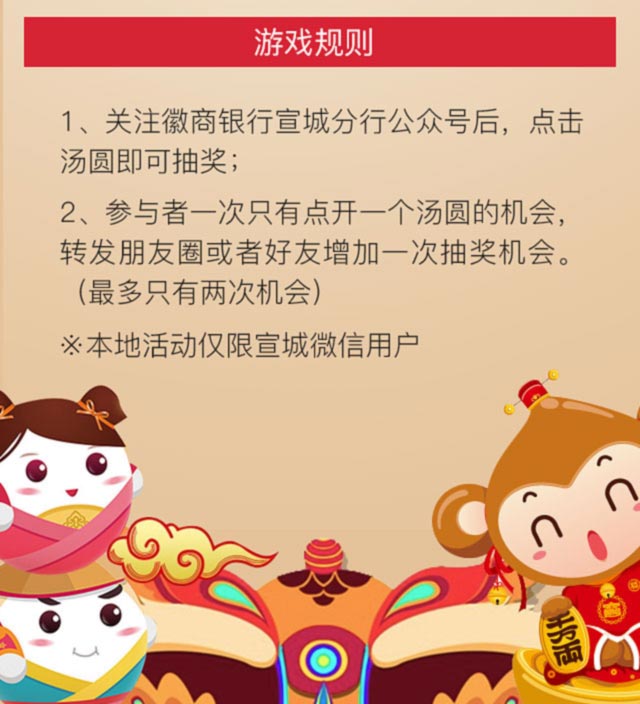 游戏规则
1、关注徽商银行宣城分行公众号后，点击
汤圆即可抽奖；
2、参与者一次只有点开一个汤圆的机会，
转发朋友圈或者好友增加一次抽奖机会。
（最多只有两次机会）
※本地活动仅限宣城微信用户